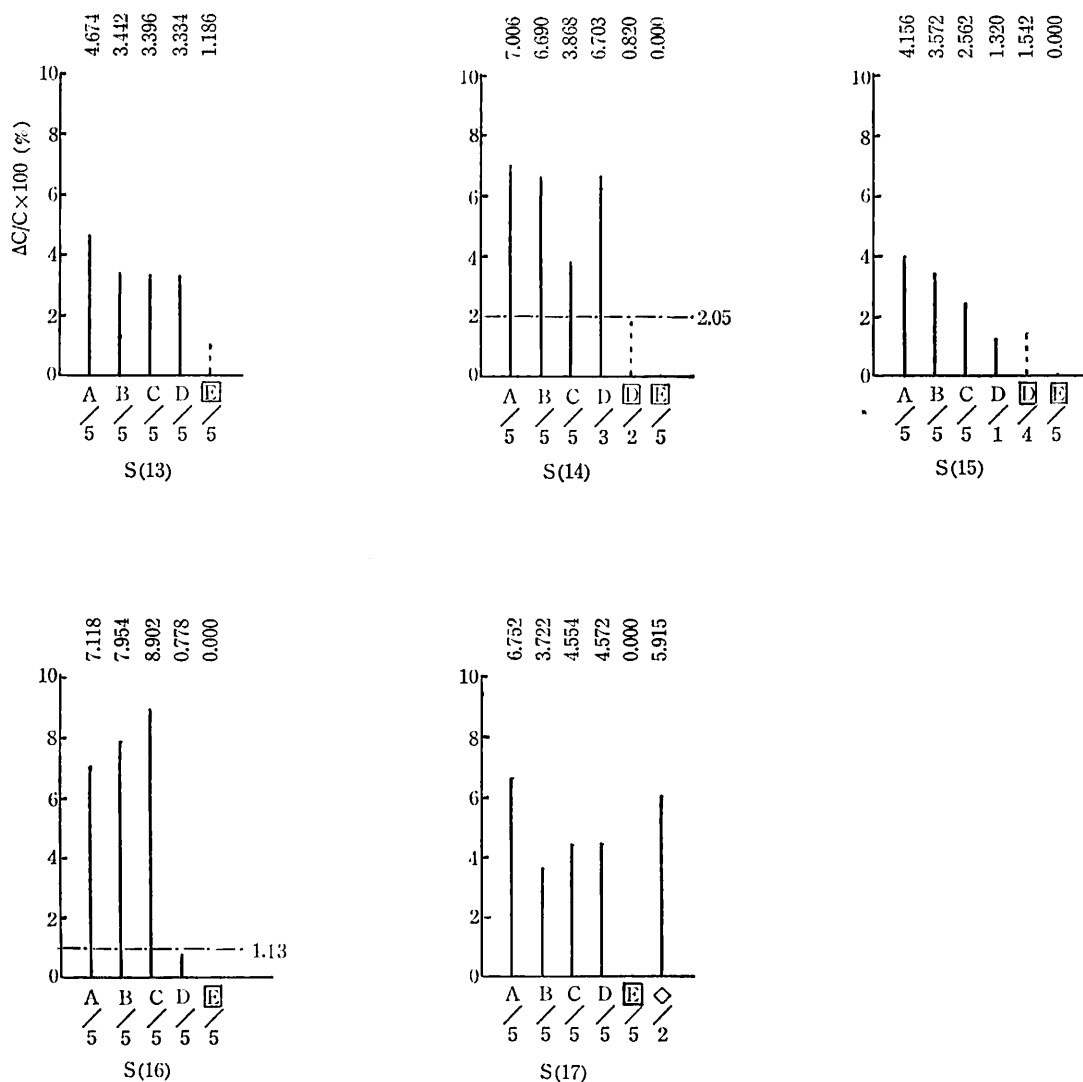 4.674 3.442 3.396 3.334 1.186
ΔC/C×100 (%)
10
8
6
4
2
0
A B C D E
5 5 5 5 5
S(13)
7.006 6.690 3.868 6.703 0.820 0.000
10
8
6
4
2
0
2.05
A B C D D E
5 5 5 3 2 5
S(14)
4.156 3.572 2.562 1.320 1.542 0.000
10
8
6
4
2
0
A B C D D E
5 5 5 1 4 5
S(15)
7.118 7.954 8.902 0.778 0.000
10
8
6
4
2
0
1.13
A B C D E
5 5 5 5 5
S(16)
6.752 3.722 4.554 4.572 0.000 5.915
10
8
6
4
2
0
A B C D E ◇
5 5 5 5 5 2
S(17)